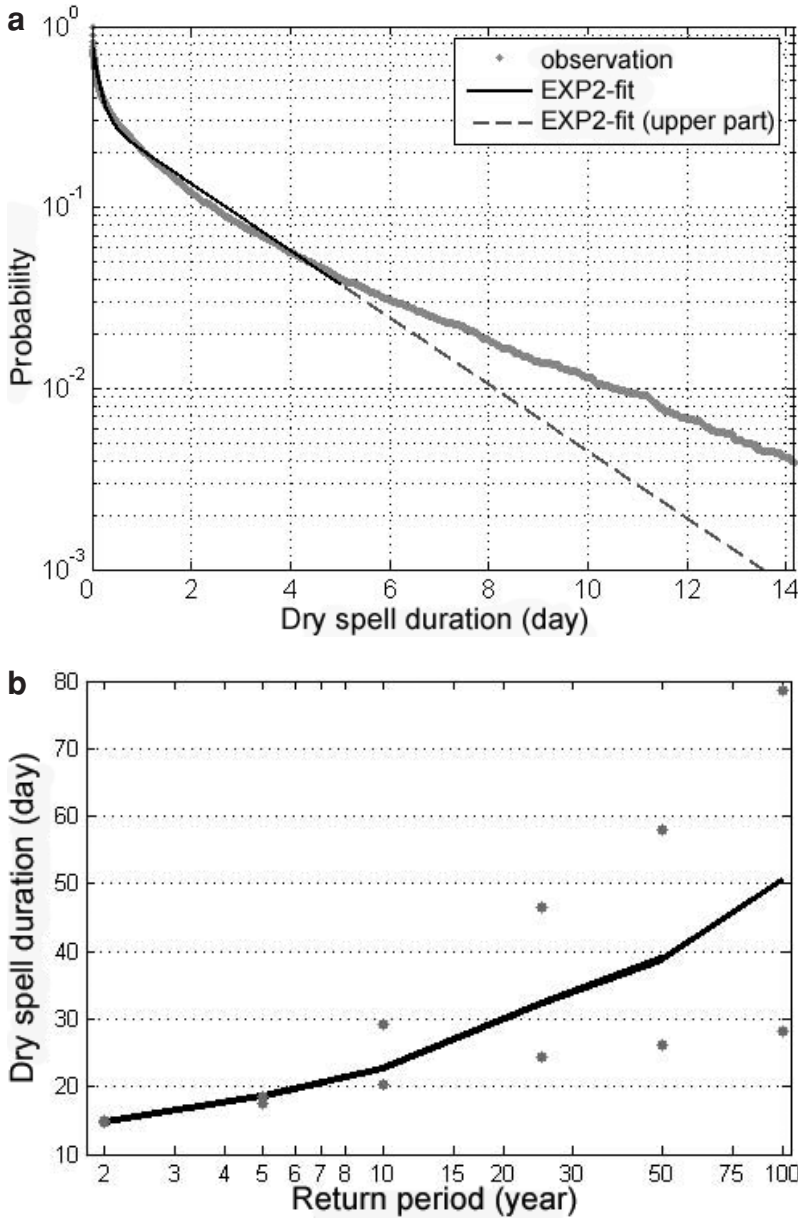 a
10^0
10^-1
10^-2
10^-3
Probability
observation
EXP2-fit
EXP2-fit (upper part)
0 2 4 6 8 10 12 14
Dry spell duration (day)
b
80
70
60
50
40
30
20
10
Dry spell duration (day)
2 3 4 5 6 7 8 10 15 20 30 50 75 100
Return period (year)